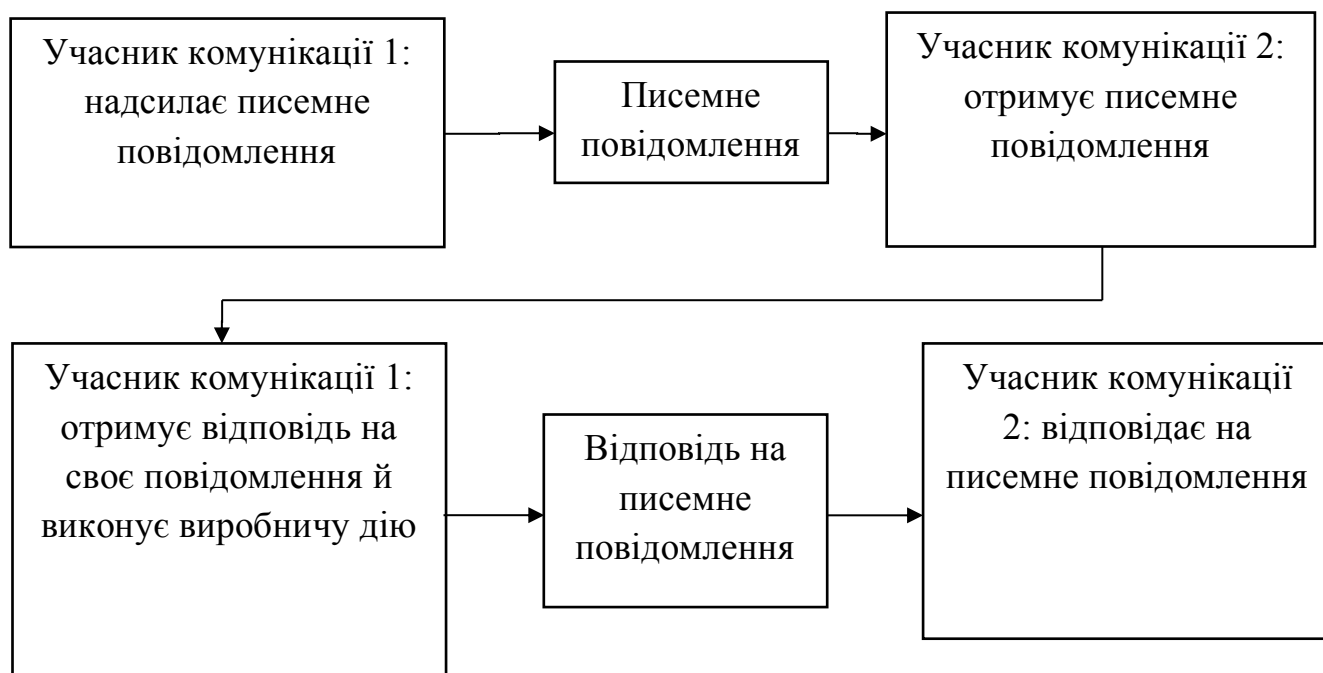 Учасник комунікації 1:
надсилає писемне
повідомлення
Писемне
повідомлення
Учасник комунікації 2:
отримує писемне
повідомлення
Учасник комунікації 1:
отримує відповідь на
своє повідомлення й
виконує виробничу дію
Відповідь на
писемне
повідомлення
Учасник комунікації
2: відповідає на
писемне повідомлення